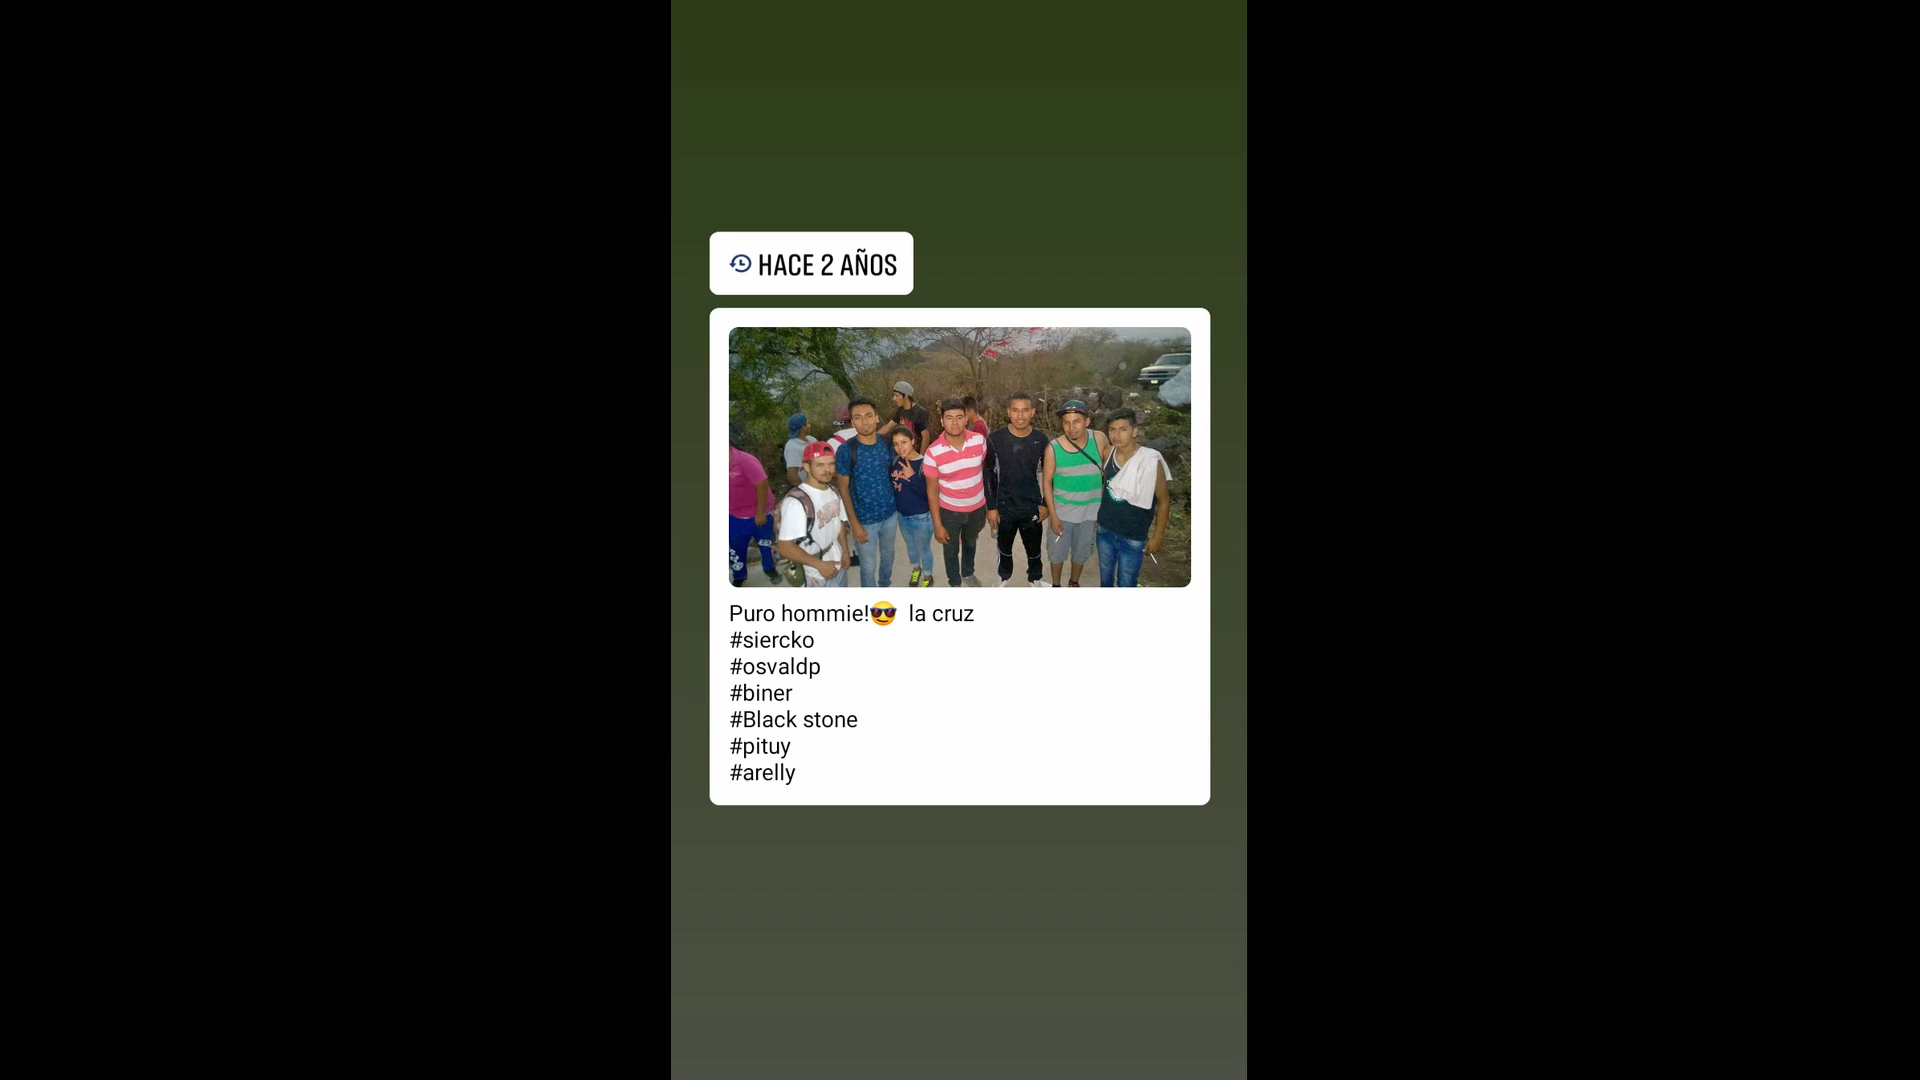 HACE 2 AÑOS
Puro hommie!😎 la cruz
#siercko
#osvaldp
#biner
#Black stone
#pituy
#arelly